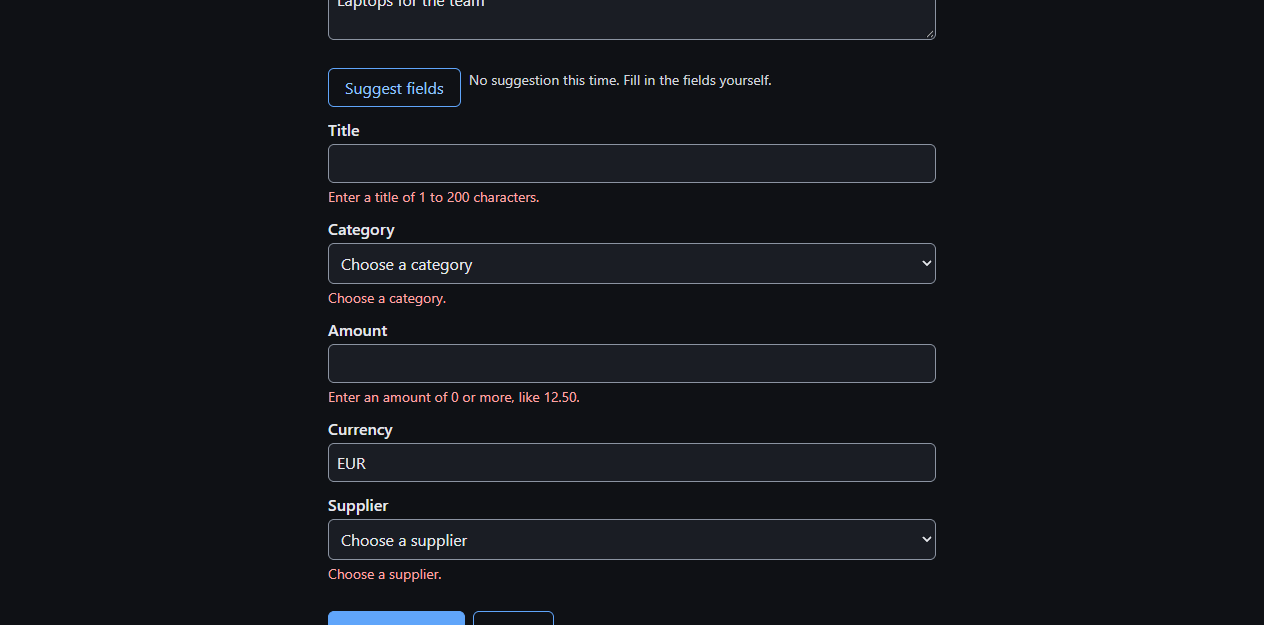 Laptops for the team
Suggest fields
No suggestion this time. Fill in the fields yourself.
Title
Enter a title of 1 to 200 characters.
Category
Choose a category
Choose a category.
Amount
Enter an amount of 0 or more, like 12.50.
Currency
EUR
Supplier
Choose a supplier
Choose a supplier.